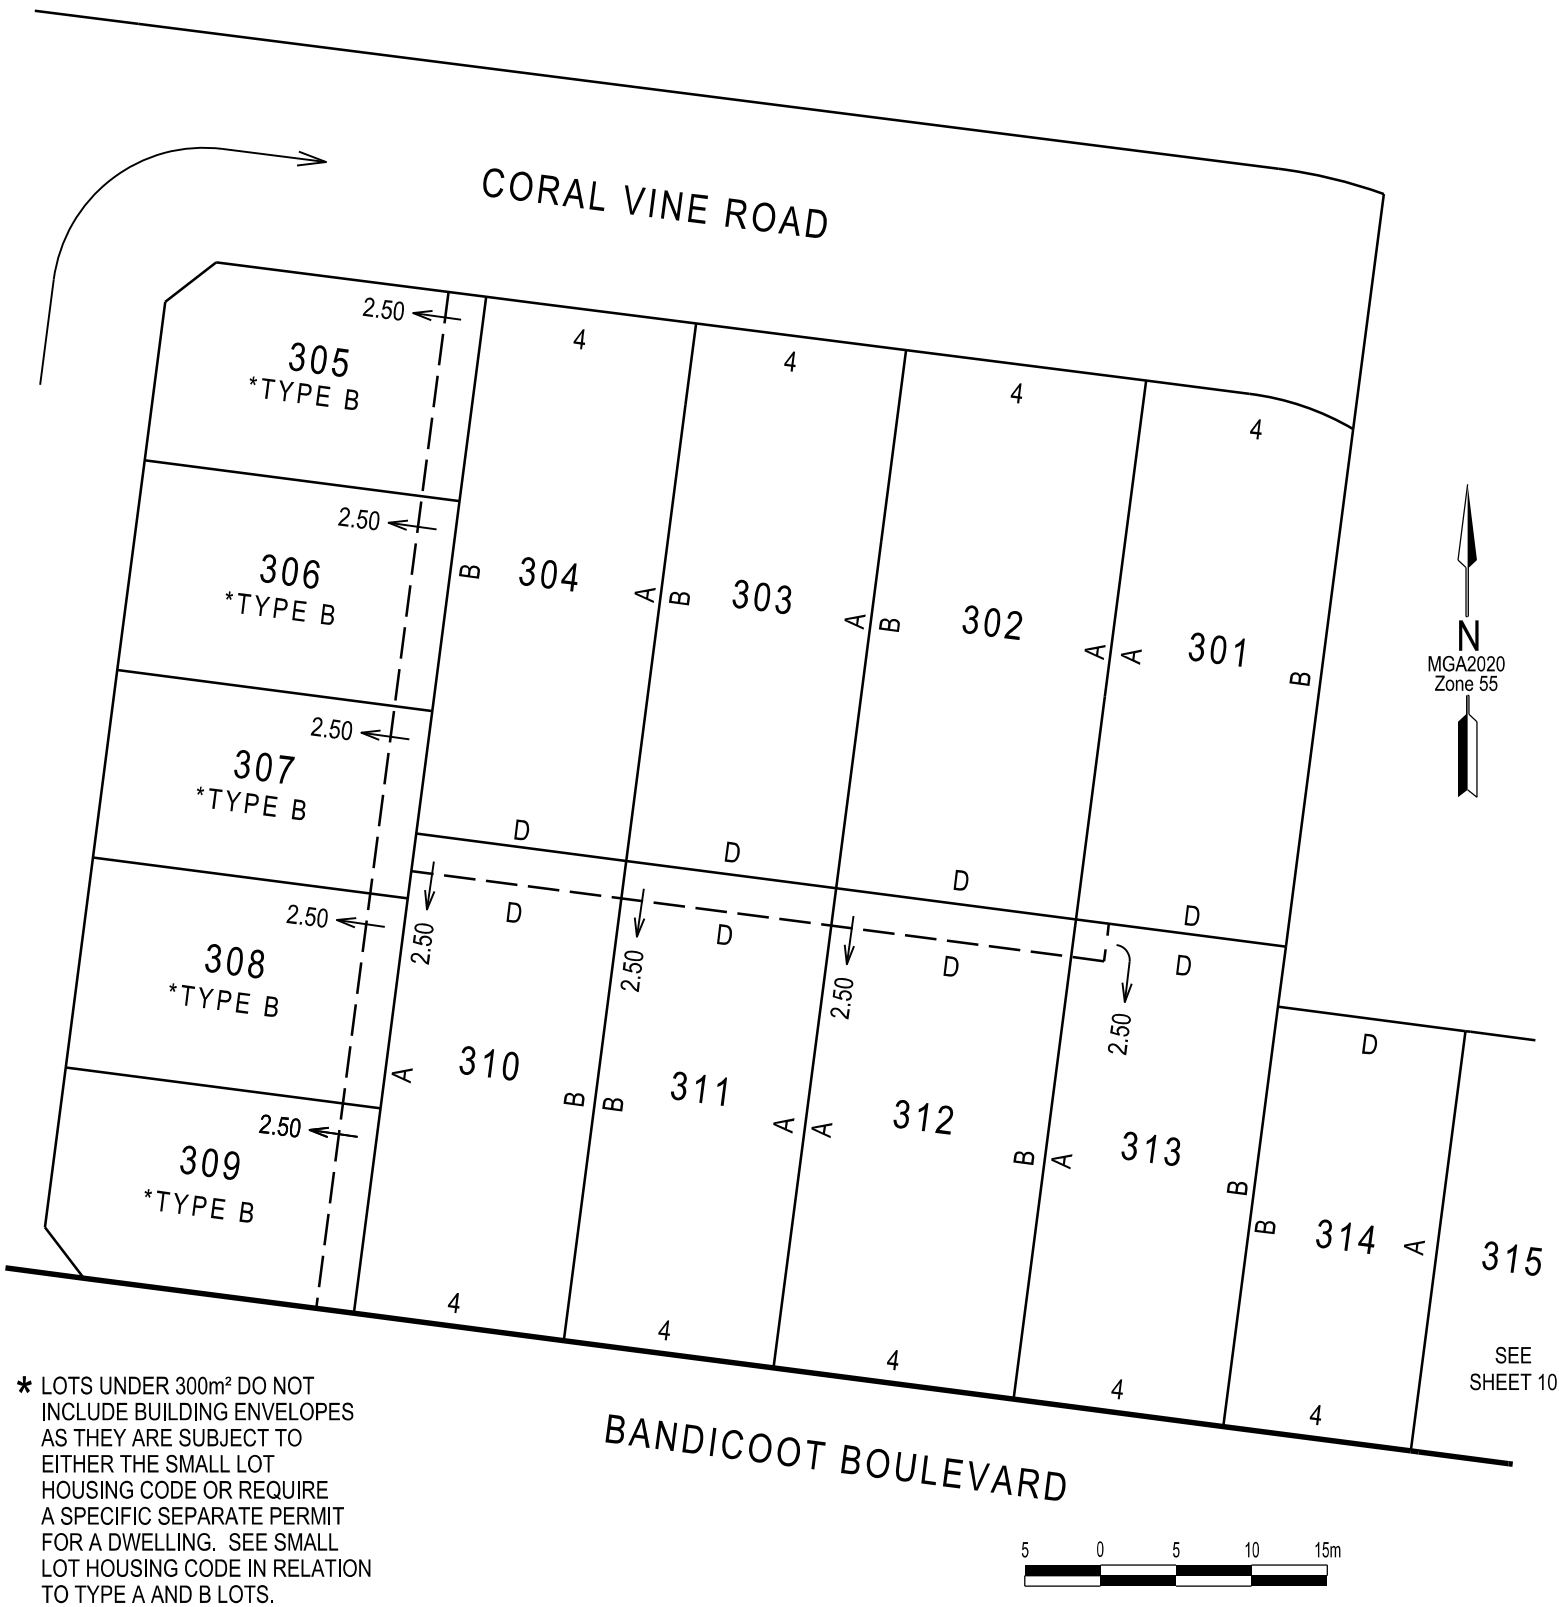 CORAL VINE ROAD
2.50
305
*TYPE B
4
4
4
4
2.50
306
*TYPE B
B
304
A
B
303
A
B
302
A
A
301
B
N
MGA2020
Zone 55
2.50
307
*TYPE B
D
D
D
D
2.50
308
*TYPE B
2.50
D
2.50
D
2.50
D
2.50
D
D
A
310
B
B
311
A
A
312
B
A
313
B
B
314
A
315
2.50
309
*TYPE B
4
4
4
4
4
SEE
SHEET 10
BANDICOOT BOULEVARD
* LOTS UNDER 300m² DO NOT
INCLUDE BUILDING ENVELOPES
AS THEY ARE SUBJECT TO
EITHER THE SMALL LOT
HOUSING CODE OR REQUIRE
A SPECIFIC SEPARATE PERMIT
FOR A DWELLING. SEE SMALL
LOT HOUSING CODE IN RELATION
TO TYPE A AND B LOTS.
5 0 5 10 15m